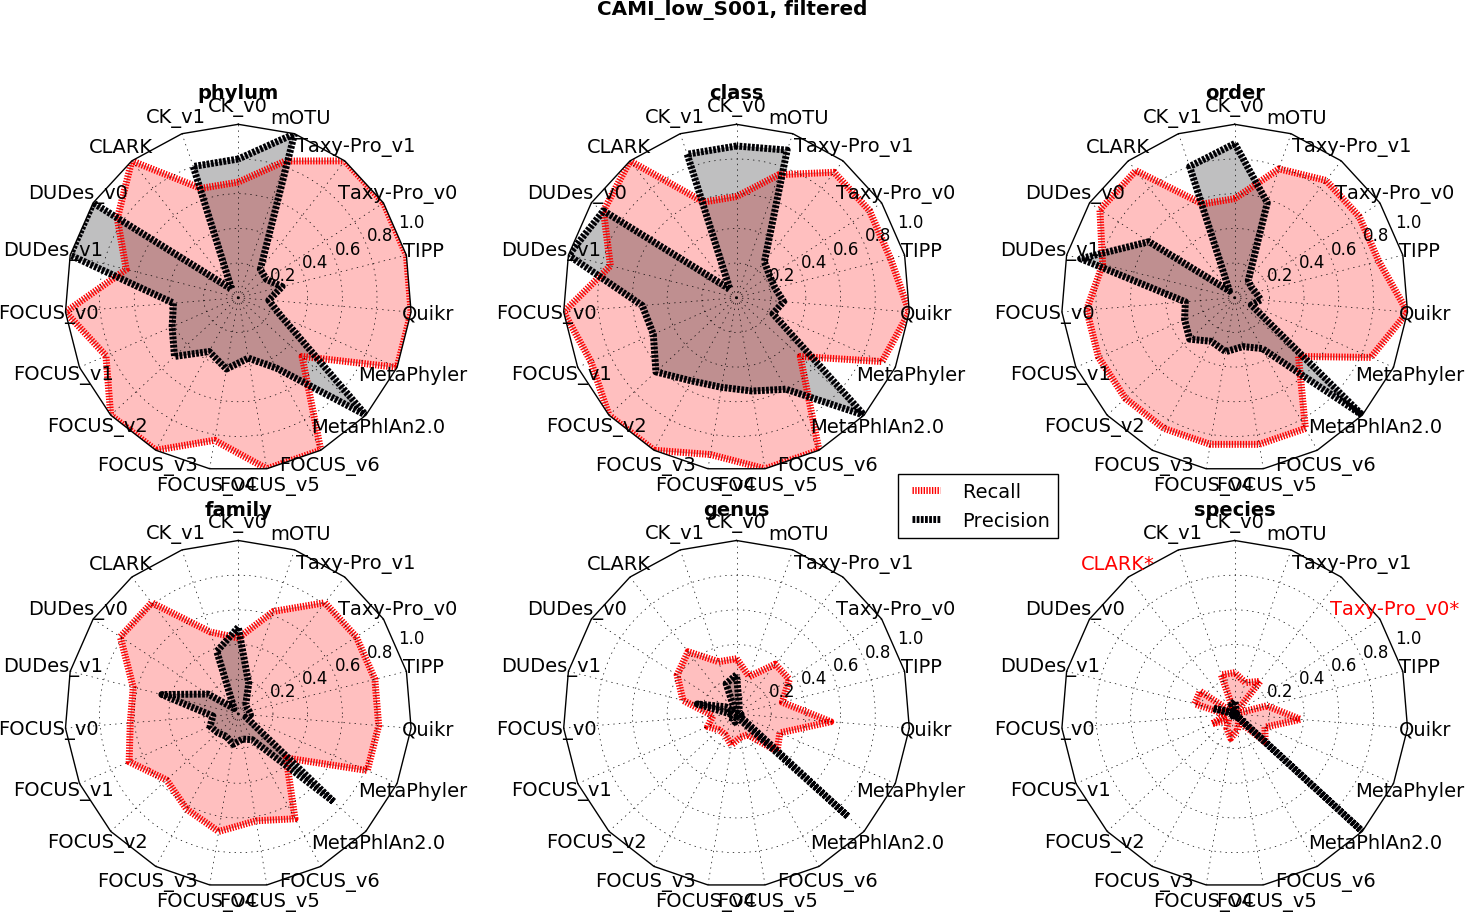 CAMI_low_S001, filtered
phylum
CK_v0
mOTU
Taxy-Pro_v1
Taxy-Pro_v0
TIPP
Quikr
MetaPhyler
MetaPhlAn2.0
FOCUS_v6
FOCUS_v5
FOCUS_v4
FOCUS_v3
FOCUS_v2
FOCUS_v1
FOCUS_v0
DUDes_v1
DUDes_v0
CLARK
CK_v1
0.2
0.4
0.6
0.8
1.0
class
CK_v0
mOTU
Taxy-Pro_v1
Taxy-Pro_v0
TIPP
Quikr
MetaPhyler
MetaPhlAn2.0
FOCUS_v6
FOCUS_v5
FOCUS_v4
FOCUS_v3
FOCUS_v2
FOCUS_v1
FOCUS_v0
DUDes_v1
DUDes_v0
CLARK
CK_v1
0.2
0.4
0.6
0.8
1.0
order
CK_v0
mOTU
Taxy-Pro_v1
Taxy-Pro_v0
TIPP
Quikr
MetaPhyler
MetaPhlAn2.0
FOCUS_v6
FOCUS_v5
FOCUS_v4
FOCUS_v3
FOCUS_v2
FOCUS_v1
FOCUS_v0
DUDes_v1
DUDes_v0
CLARK
CK_v1
0.2
0.4
0.6
0.8
1.0
Recall
Precision
family
CK_v0
mOTU
Taxy-Pro_v1
Taxy-Pro_v0
TIPP
Quikr
MetaPhyler
MetaPhlAn2.0
FOCUS_v6
FOCUS_v5
FOCUS_v4
FOCUS_v3
FOCUS_v2
FOCUS_v1
FOCUS_v0
DUDes_v1
DUDes_v0
CLARK
CK_v1
0.2
0.4
0.6
0.8
1.0
genus
CK_v0
mOTU
Taxy-Pro_v1
Taxy-Pro_v0
TIPP
Quikr
MetaPhyler
MetaPhlAn2.0
FOCUS_v6
FOCUS_v5
FOCUS_v4
FOCUS_v3
FOCUS_v2
FOCUS_v1
FOCUS_v0
DUDes_v1
DUDes_v0
CLARK
CK_v1
0.2
0.4
0.6
0.8
1.0
species
CK_v0
mOTU
Taxy-Pro_v1
Taxy-Pro_v0*
TIPP
Quikr
MetaPhyler
MetaPhlAn2.0
FOCUS_v6
FOCUS_v5
FOCUS_v4
FOCUS_v3
FOCUS_v2
FOCUS_v1
FOCUS_v0
DUDes_v1
DUDes_v0
CLARK*
CK_v1
0.2
0.4
0.6
0.8
1.0